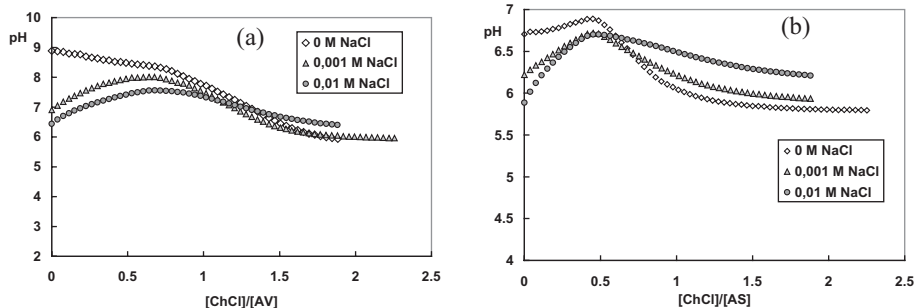 (a)
pH
10
9
8
7
6
5
4
3
2
0 M NaCl
0,001 M NaCl
0,01 M NaCl
0 0.5 1 1.5 2 2.5
[ChCl]/[AV]
(b)
pH
7
6,5
6
5,5
5
4,5
4
0 M NaCl
0,001 M NaCl
0,01 M NaCl
0 0.5 1 1.5 2 2.5
[ChCl]/[AS]